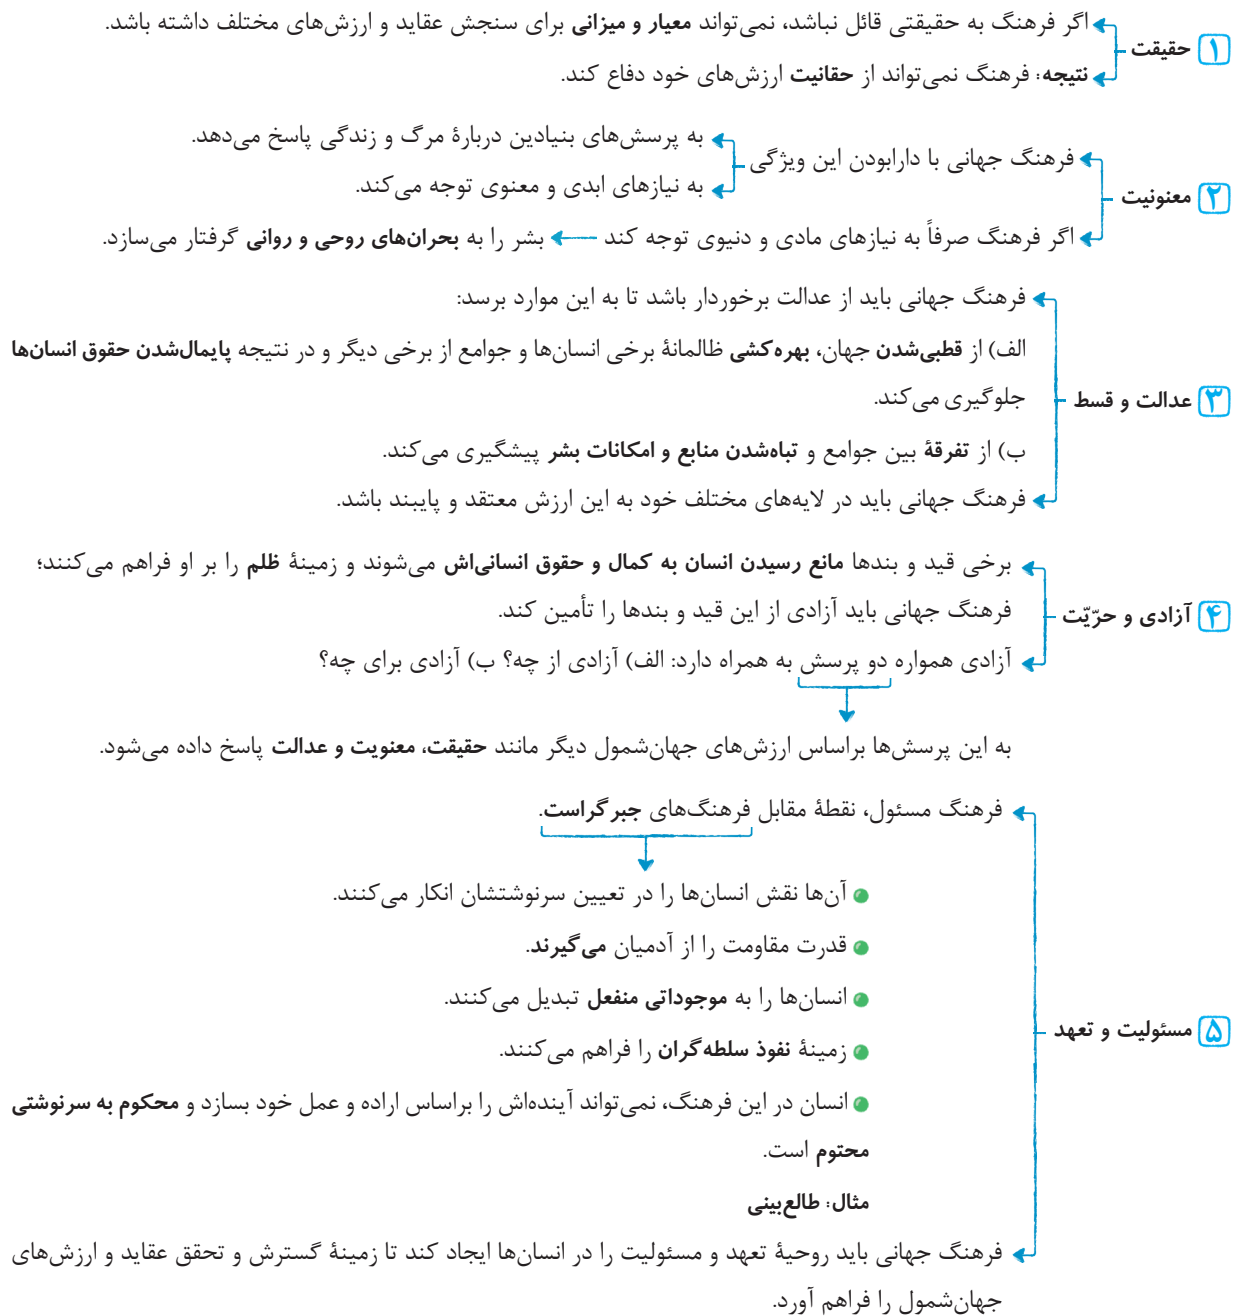 اگر فرهنگ به حقیقتی قائل نباشد، نمی‌تواند معیار و میزانی برای سنجش عقاید و ارزش‌های مختلف داشته باشد.
۱ حقیقت
نتیجه: فرهنگ نمی‌تواند از حقانیت ارزش‌های خود دفاع کند.
به پرسش‌های بنیادین دربارهٔ مرگ و زندگی پاسخ می‌دهد.
فرهنگ جهانی با دارابودن این ویژگی
به نیازهای ابدی و معنوی توجه می‌کند.
۲ معنونیت
اگر فرهنگ صرفاً به نیازهای مادی و دنیوی توجه کند ← بشر را به بحران‌های روحی و روانی گرفتار می‌سازد.
فرهنگ جهانی باید از عدالت برخوردار باشد تا به این موارد برسد:
الف) از قطبی‌شدن جهان، بهره‌کشی ظالمانهٔ برخی انسان‌ها و جوامع از برخی دیگر و در نتیجه پایمال‌شدن حقوق انسان‌ها
۳ عدالت و قسط
جلوگیری می‌کند.
ب) از تفرقهٔ بین جوامع و تباه‌شدن منابع و امکانات بشر پیشگیری می‌کند.
فرهنگ جهانی باید در لایه‌های مختلف خود به این ارزش معتقد و پایبند باشد.
برخی قید و بندها مانع رسیدن انسان به کمال و حقوق انسانی‌اش می‌شوند و زمینهٔ ظلم را بر او فراهم می‌کنند؛
۴ آزادی و حرّیّت
فرهنگ جهانی باید آزادی از این قید و بندها را تأمین کند.
آزادی همواره دو پرسش به همراه دارد: الف) آزادی از چه؟ ب) آزادی برای چه؟
به این پرسش‌ها براساس ارزش‌های جهان‌شمول دیگر مانند حقیقت، معنویت و عدالت پاسخ داده می‌شود.
فرهنگ مسئول، نقطهٔ مقابل فرهنگ‌های جبرگراست.
آن‌ها نقش انسان‌ها را در تعیین سرنوشتشان انکار می‌کنند.
قدرت مقاومت را از آدمیان می‌گیرند.
انسان‌ها را به موجوداتی منفعل تبدیل می‌کنند.
۵ مسئولیت و تعهد
زمینهٔ نفوذ سلطه‌گران را فراهم می‌کنند.
انسان در این فرهنگ، نمی‌تواند آینده‌اش را براساس اراده و عمل خود بسازد و محکوم به سرنوشتی
محتوم است.
مثال: طالع‌بینی
فرهنگ جهانی باید روحیهٔ تعهد و مسئولیت را در انسان‌ها ایجاد کند تا زمینهٔ گسترش و تحقق عقاید و ارزش‌های
جهان‌شمول را فراهم آورد.